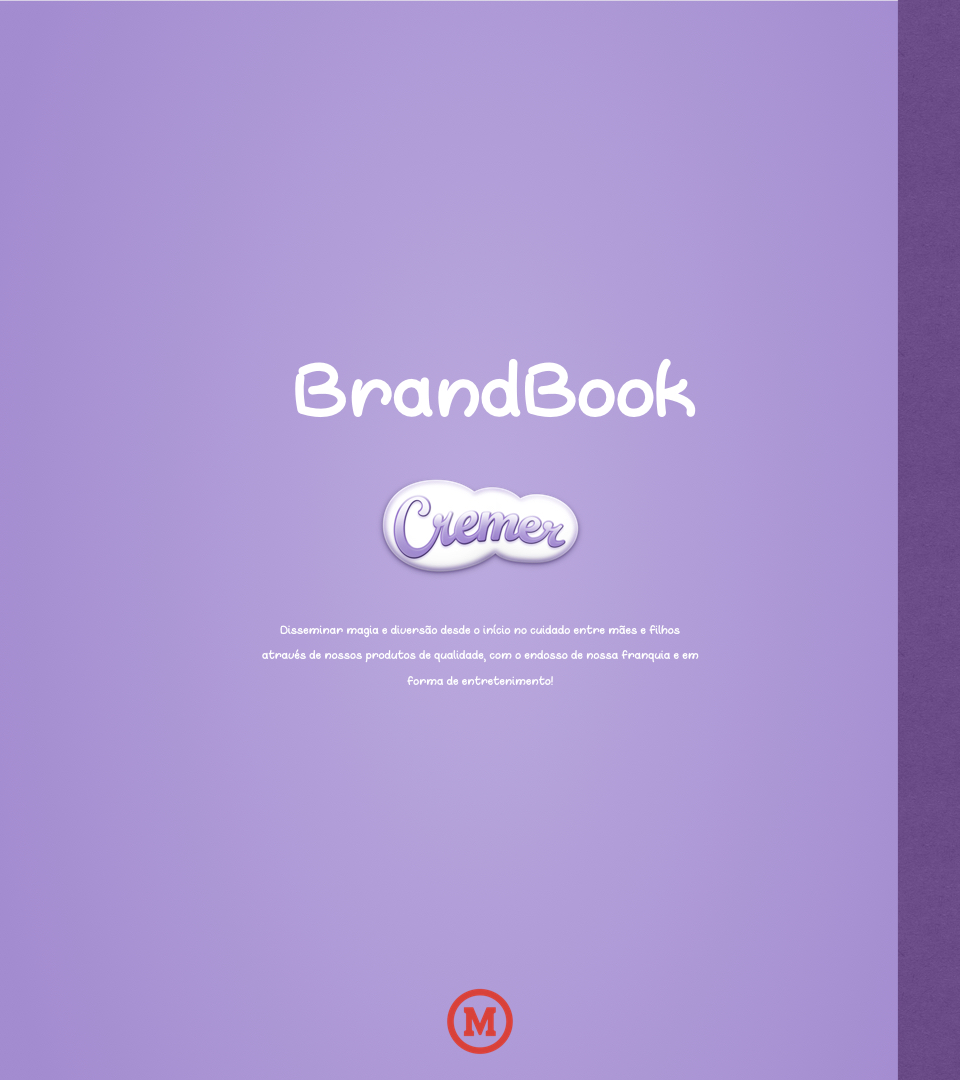 BrandBook
Cremer
Disseminar magia e diversão desde o início no cuidado entre mães e filhos
através de nossos produtos de qualidade, com o endosso de nossa franquia e em
forma de entretenimento!
M